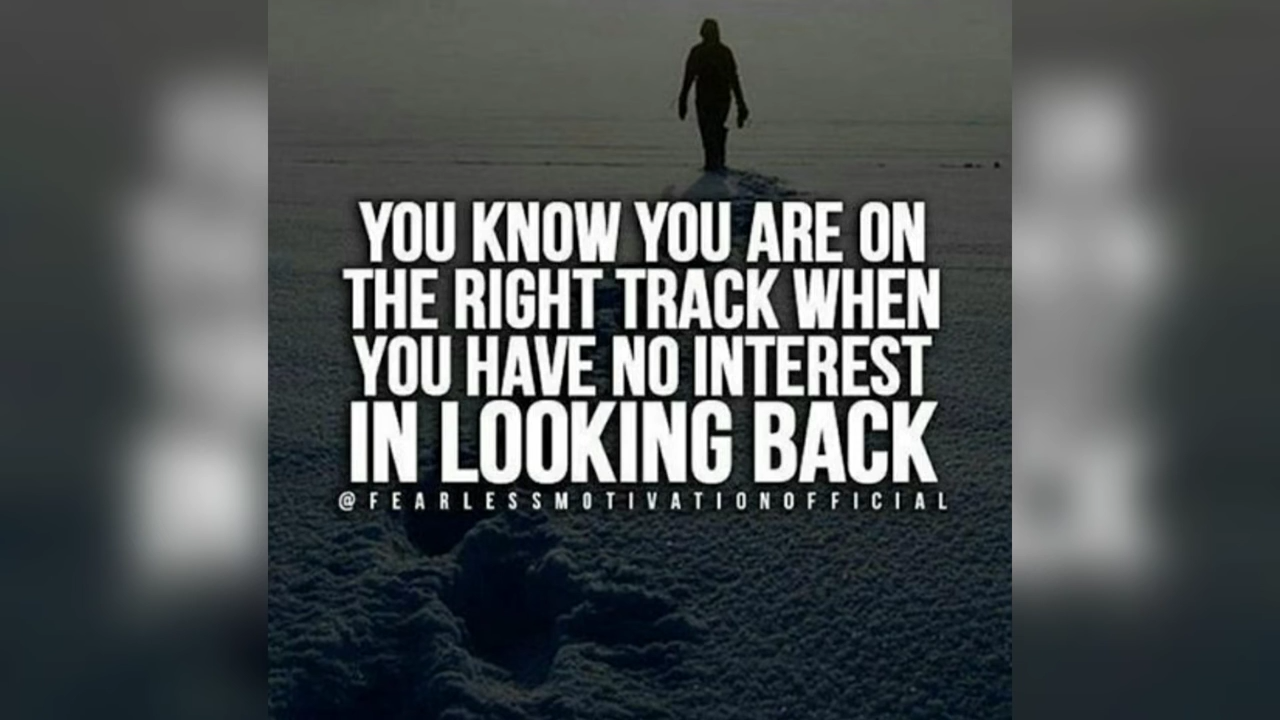 YOU KNOW YOU ARE ON
THE RIGHT TRACK WHEN
YOU HAVE NO INTEREST
IN LOOKING BACK
@FEARLESSMOTIVATIONOFFICIAL